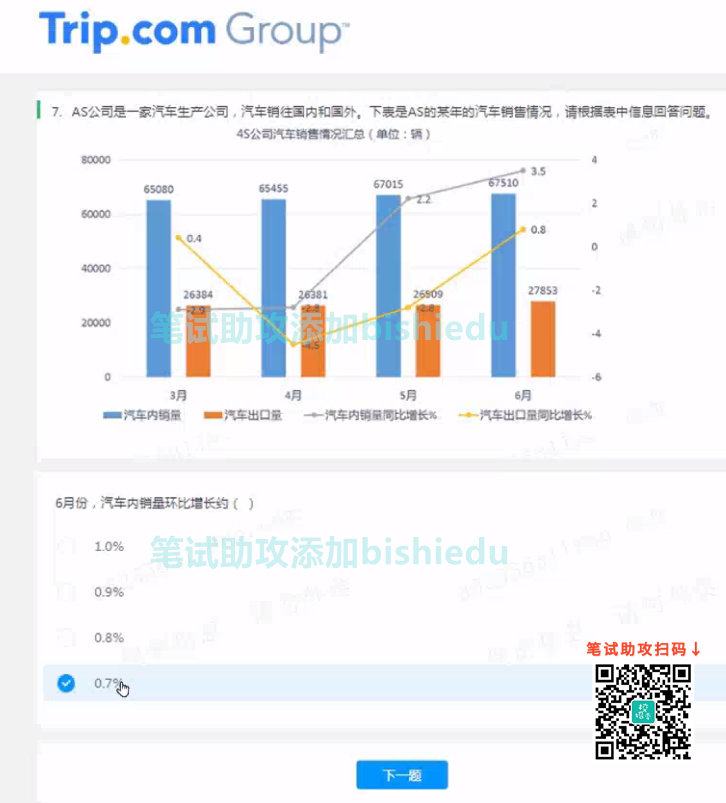 Trip.com Group™
7. AS公司是一家汽车生产公司，汽车销往国内和国外。下表是AS的某年的汽车销售情况，请根据表中信息回答问题。
4S公司汽车销售情况汇总（单位：辆）
80000
4
65080
65455
67015
67510
3.5
60000
2.2
2
0.4
0.8
0
40000
26384
26381
26509
27853
-2
-2.9
-2.8
-2.8
20000
笔试助攻添加bishiedu
-4
-4.5
0
-6
3月
4月
5月
6月
汽车内销量
汽车出口量
汽车内销量同比增长%
汽车出口量同比增长%
6月份，汽车内销量环比增长约（ ）
1.0%
笔试助攻添加bishiedu
0.9%
0.8%
笔试助攻扫码↓
0.7%
下一题